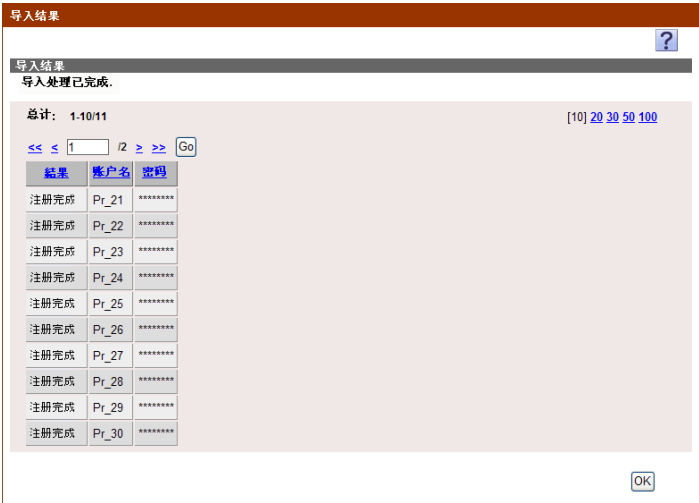 导入结果
?
导入结果
导入处理已完成.
总计: 1-10/11 [10] 20 30 50 100
<< < 1 /2 > >> Go
結果 账户名 密码
注册完成 Pr_21 ********
注册完成 Pr_22 ********
注册完成 Pr_23 ********
注册完成 Pr_24 ********
注册完成 Pr_25 ********
注册完成 Pr_26 ********
注册完成 Pr_27 ********
注册完成 Pr_28 ********
注册完成 Pr_29 ********
注册完成 Pr_30 ********
OK